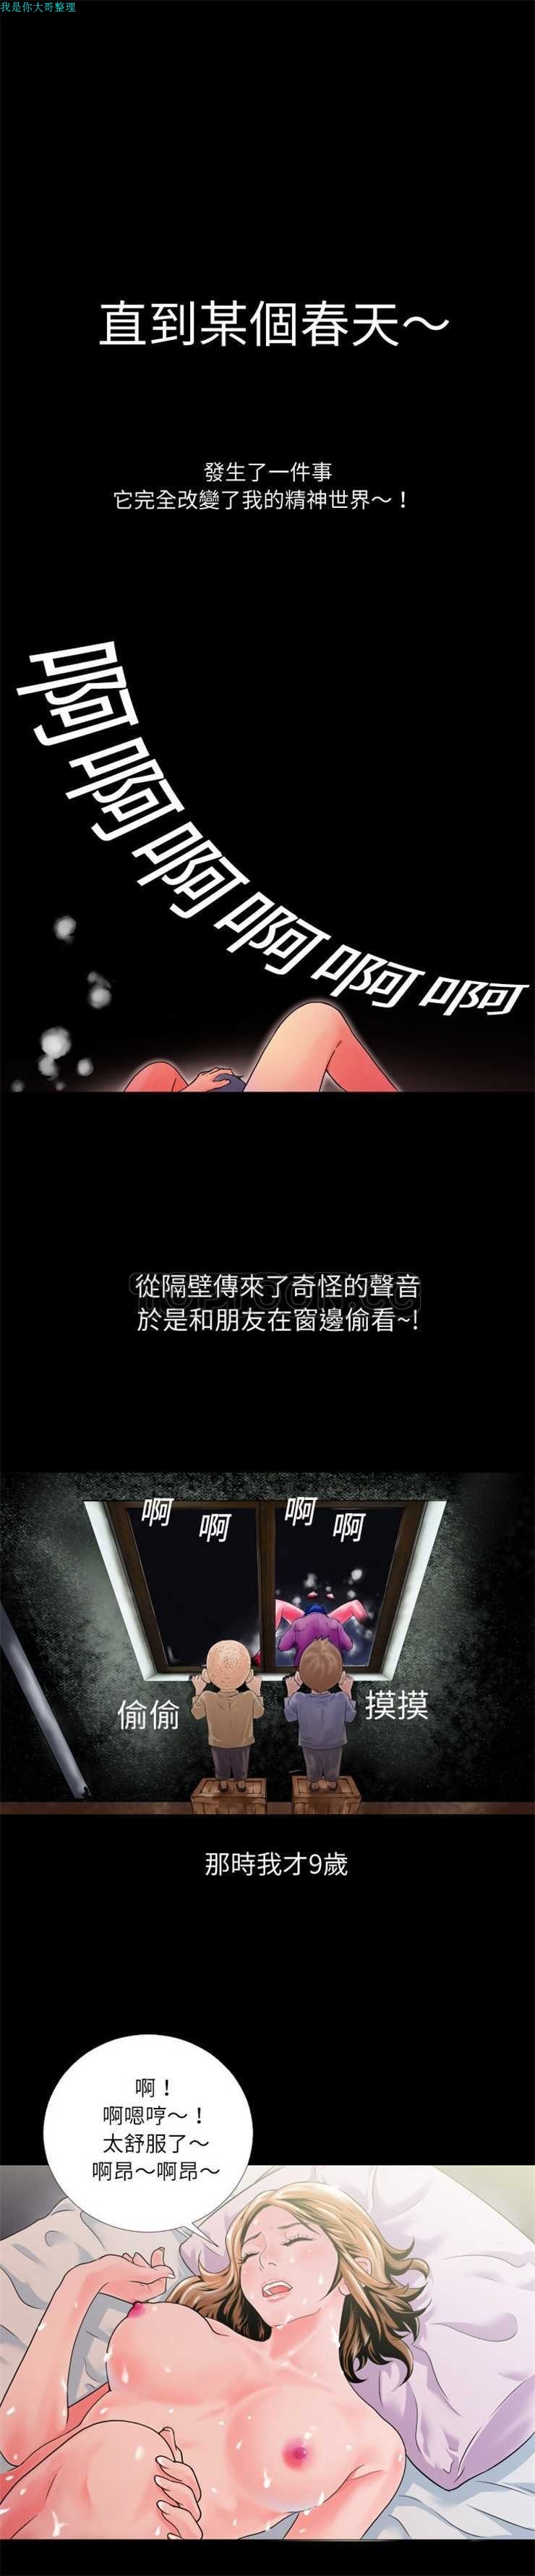 我是你大哥整理
直到某個春天～
發生了一件事
它完全改變了我的精神世界～！
啊啊啊啊啊啊
從隔壁傳來了奇怪的聲音
於是和朋友在窗邊偷看~!
TOPTOON.COM
啊 啊 啊 啊
偷偷
摸摸
那時我才9歲
啊！
啊嗯哼～！
太舒服了～
啊昂～啊昂～